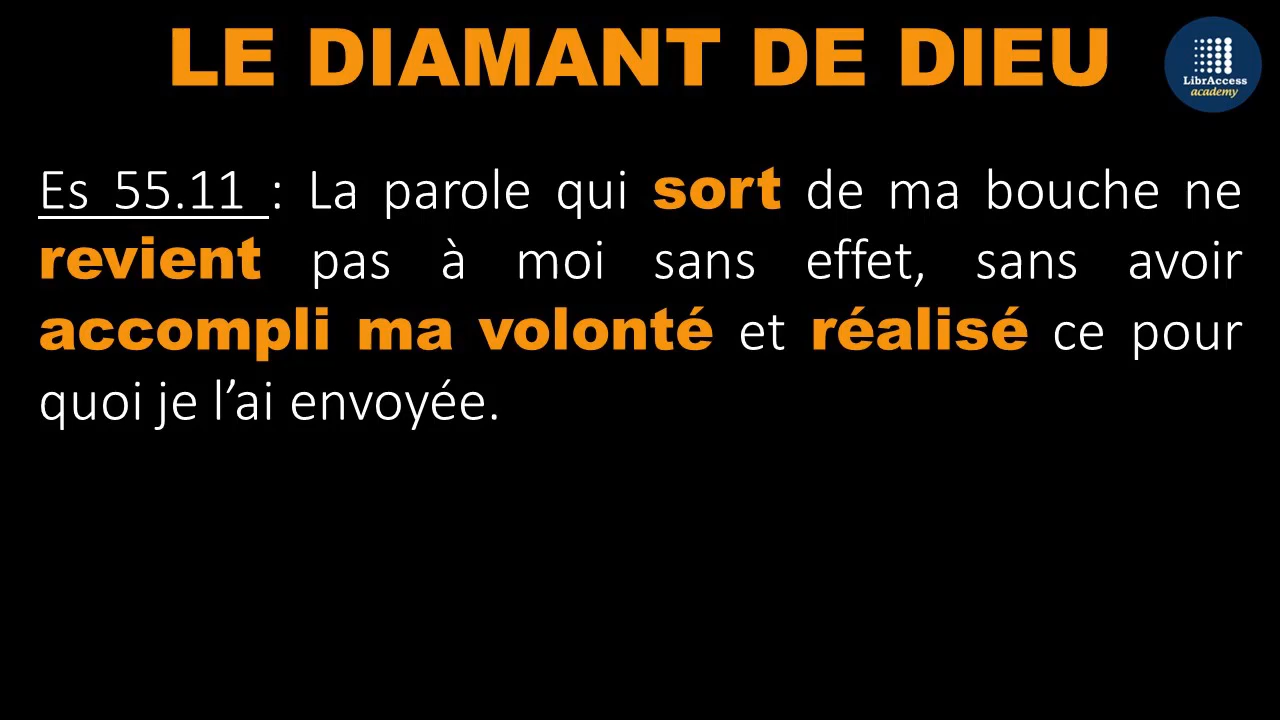 LE DIAMANT DE DIEU
LibrAccess
academy
Es 55.11 : La parole qui sort de ma bouche ne
revient pas à moi sans effet, sans avoir
accompli ma volonté et réalisé ce pour
quoi je l’ai envoyée.